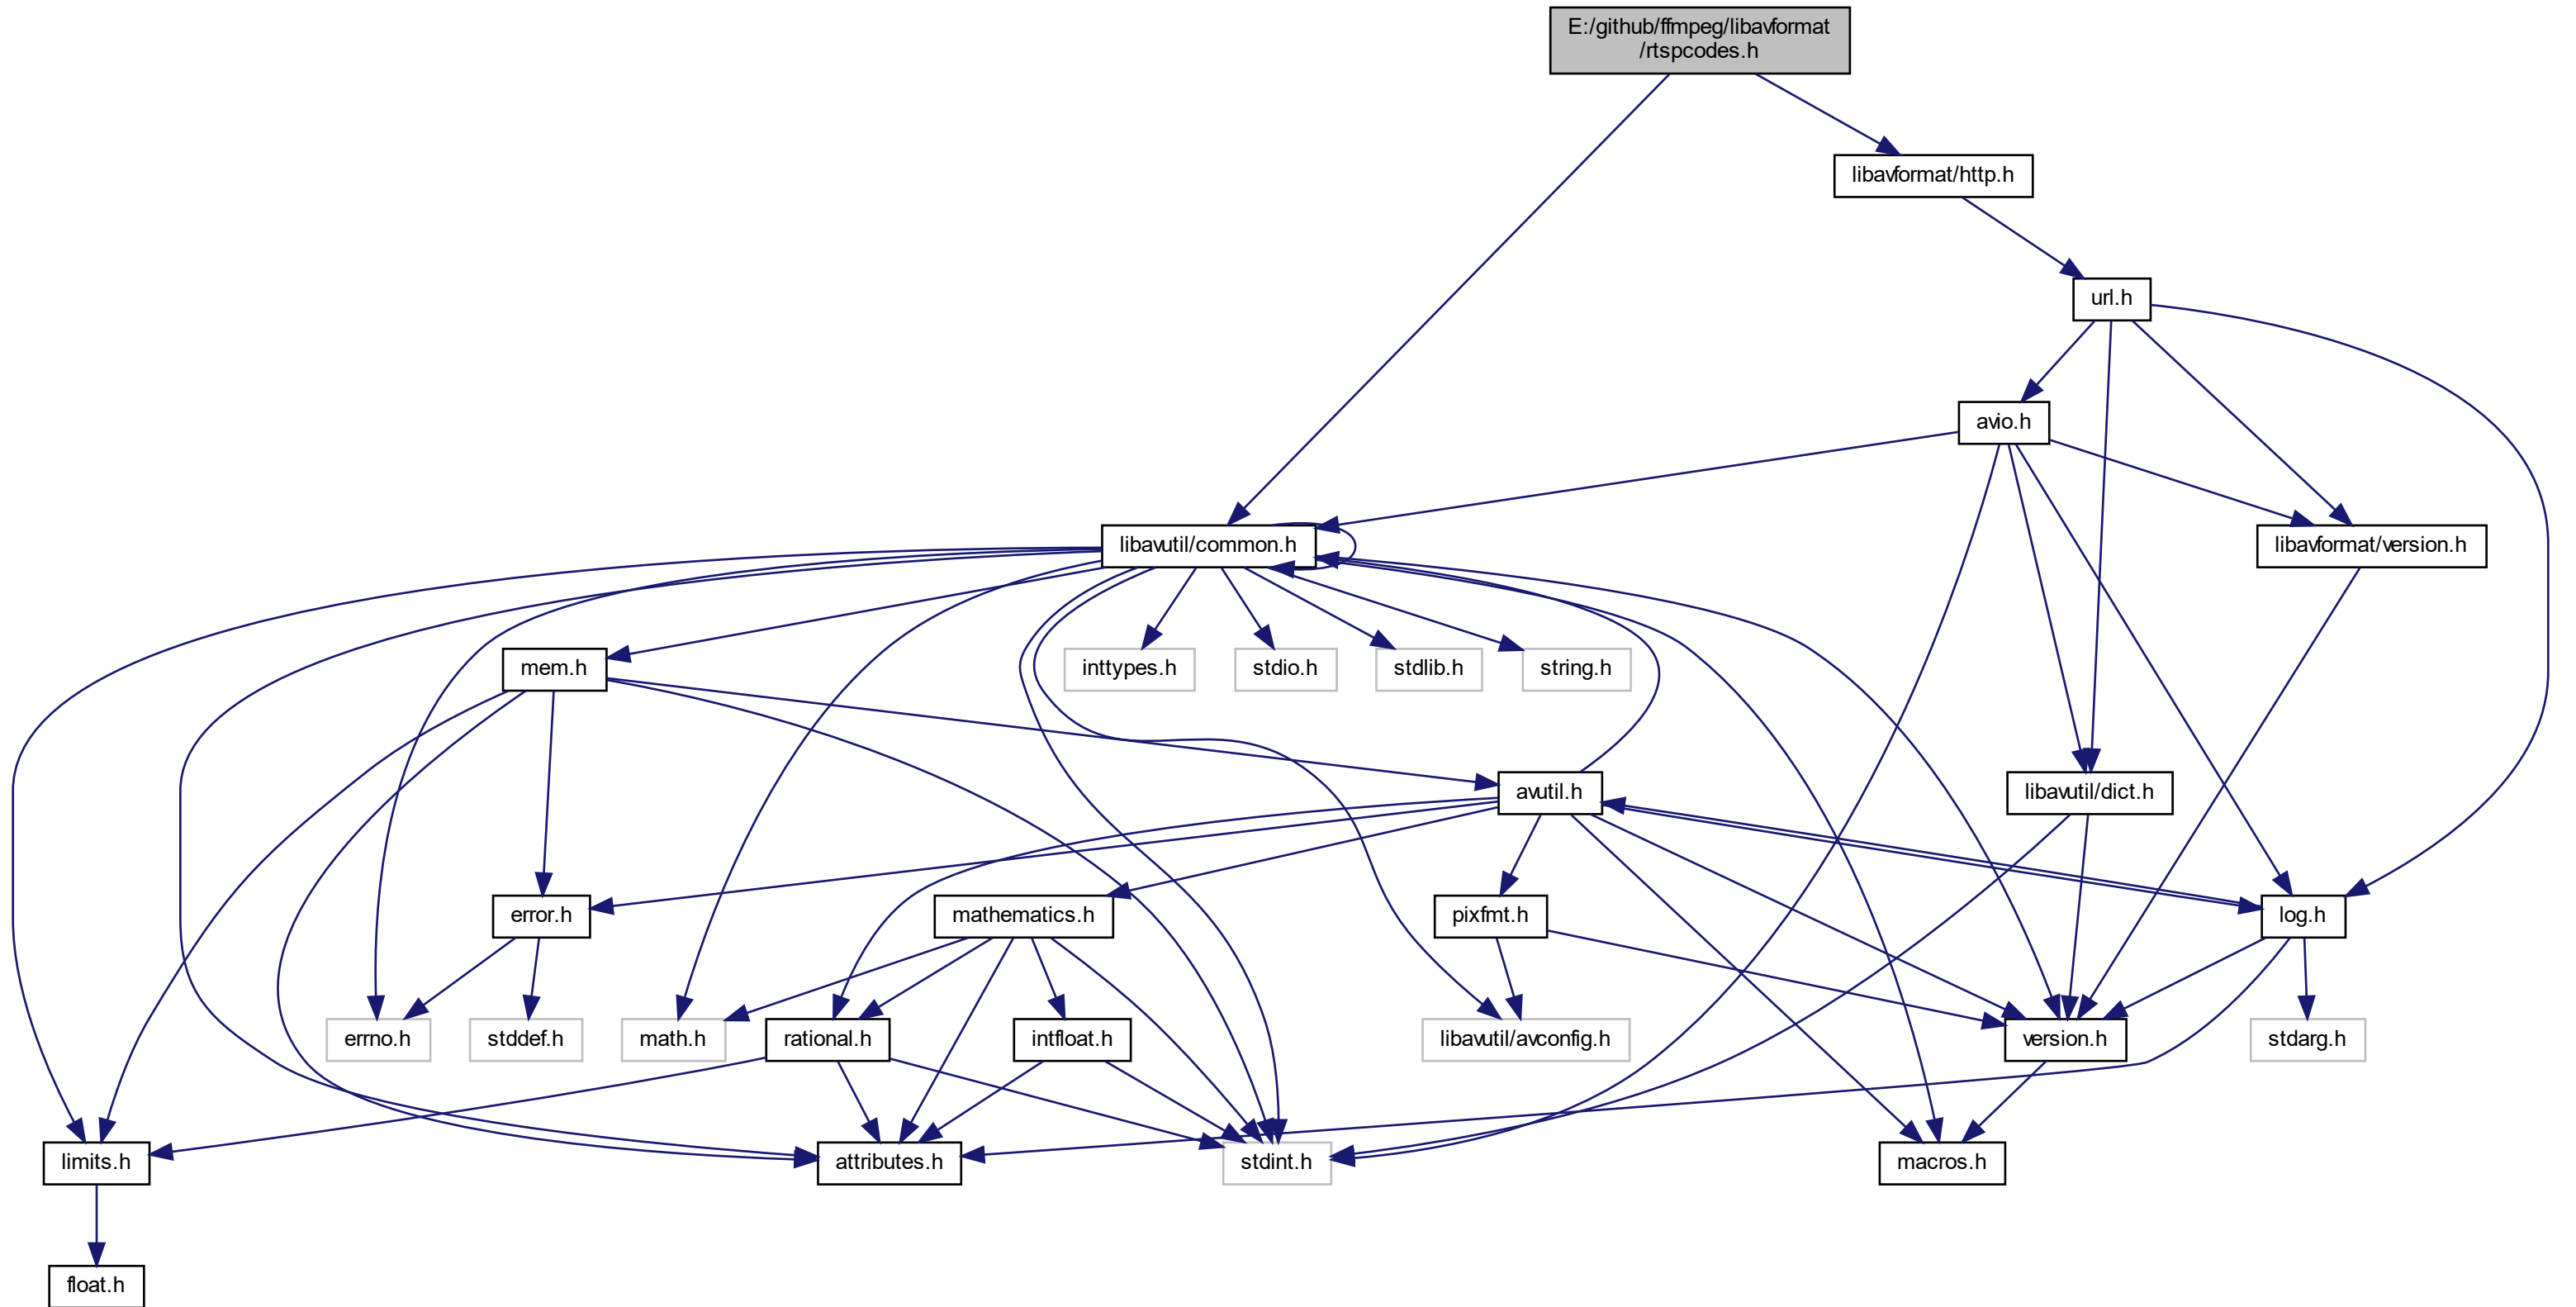 E:/github/ffmpeg/libavformat
/rtspcodes.h
libavformat/http.h
url.h
avio.h
libavutil/common.h
libavformat/version.h
mem.h
inttypes.h
stdio.h
stdlib.h
string.h
avutil.h
libavutil/dict.h
error.h
mathematics.h
pixfmt.h
log.h
errno.h
stddef.h
math.h
rational.h
intfloat.h
libavutil/avconfig.h
version.h
stdarg.h
limits.h
attributes.h
stdint.h
macros.h
float.h